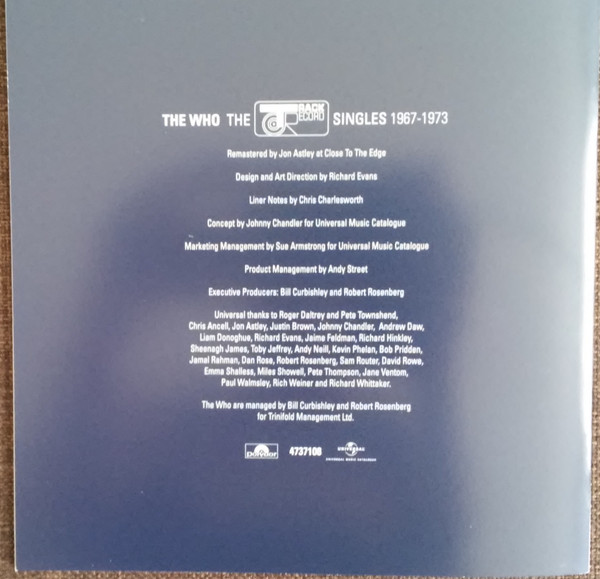 THE WHO THE TRACK RECORD SINGLES 1967-1973
Remastered by Jon Astley at Close To The Edge
Design and Art Direction by Richard Evans
Liner Notes by Chris Charlesworth
Concept by Johnny Chandler for Universal Music Catalogue
Marketing Management by Sue Armstrong for Universal Music Catalogue
Product Management by Andy Street
Executive Producers: Bill Curbishley and Robert Rosenberg
Universal thanks to Roger Daltrey and Pete Townshend,
Chris Ancell, Jon Astley, Justin Brown, Johnny Chandler, Andrew Daw,
Liam Donoghue, Richard Evans, Jaime Feldman, Richard Hinkley,
Sheenagh James, Toby Jeffrey, Andy Neill, Kevin Phelan, Bob Pridden,
Jamal Rahman, Dan Rose, Robert Rosenberg, Sam Router, David Rowe,
Emma Shalless, Miles Showell, Pete Thompson, Jane Ventom,
Paul Walmsley, Rich Weiner and Richard Whittaker.
The Who are managed by Bill Curbishley and Robert Rosenberg
for Trinifold Management Ltd.
Polydor 4737108 UNIVERSAL
UNIVERSAL MUSIC CATALOGUE